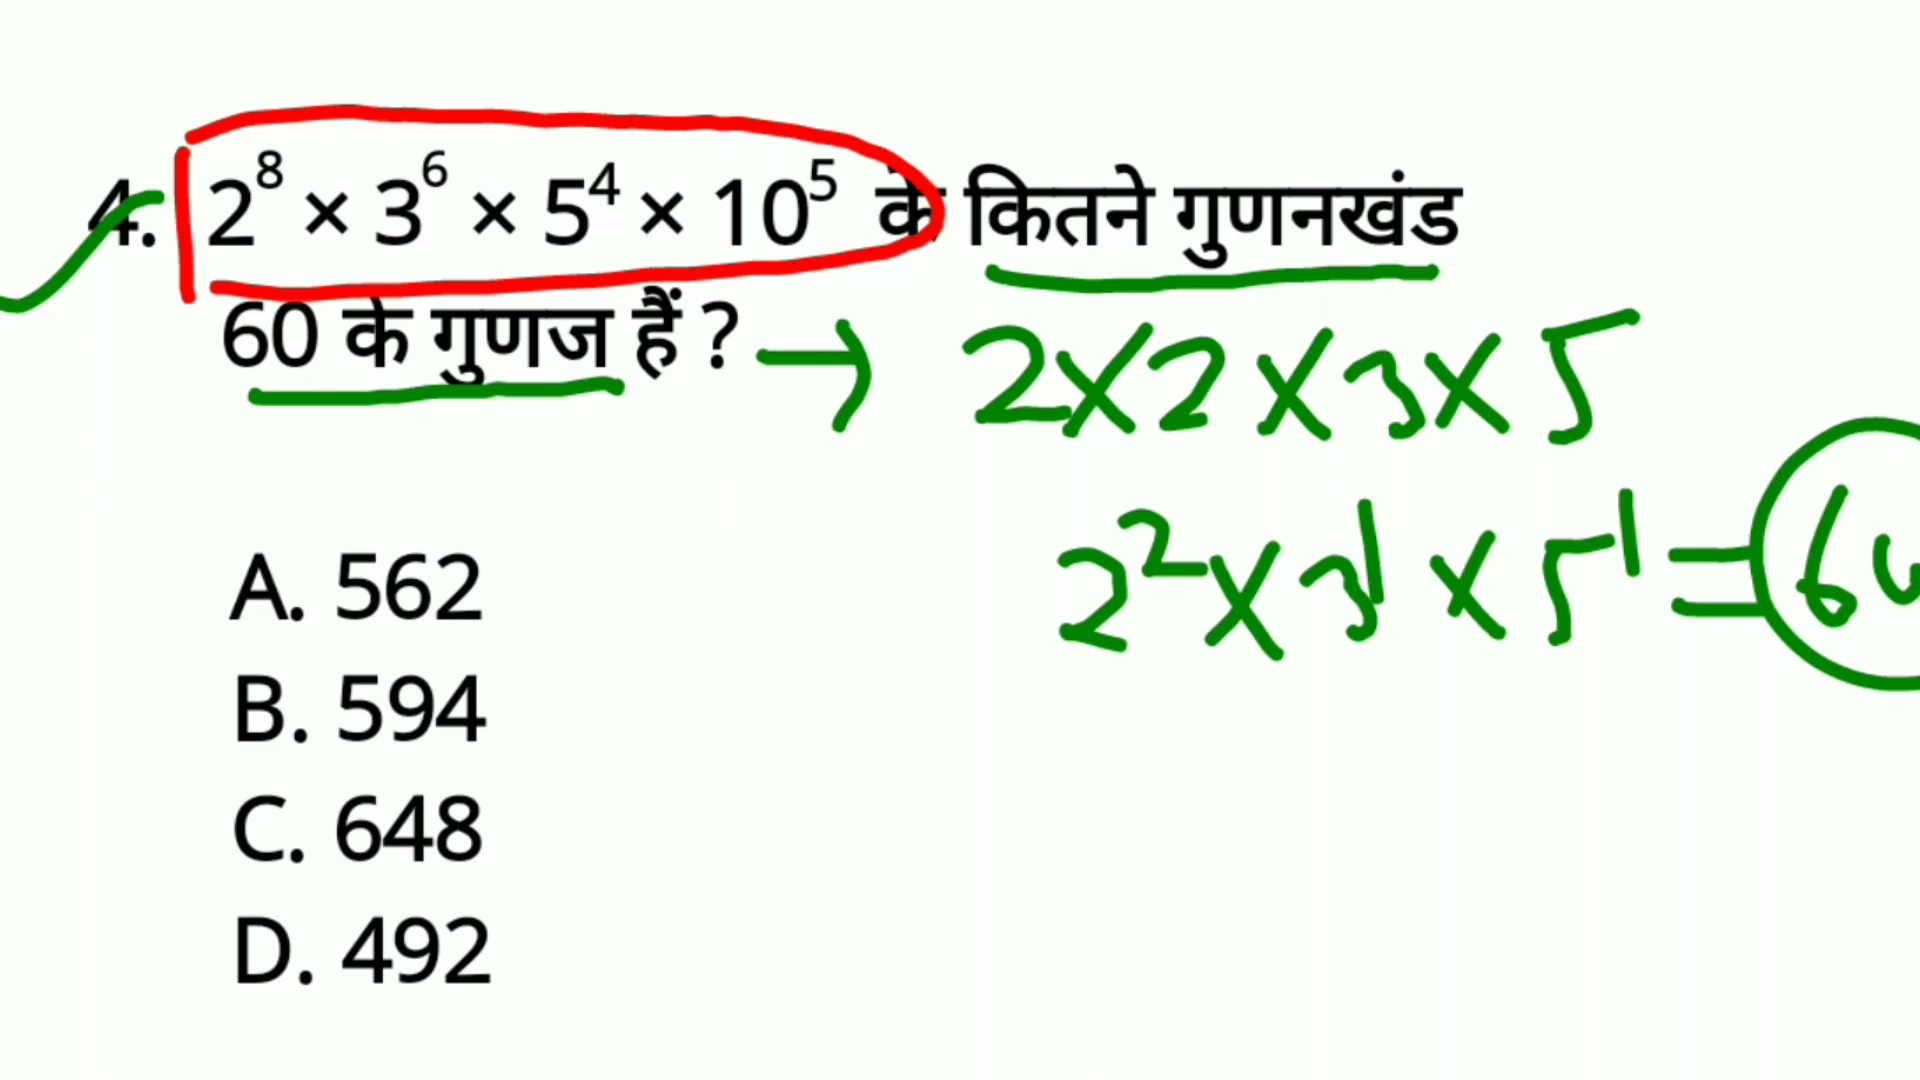 4. 2⁸ × 3⁶ × 5⁴ × 10⁵ के कितने गुणनखंड
60 के गुणज हैं ?
→ 2×2×3×5
2² × 3¹ × 5¹ =
A. 562
B. 594
C. 648
D. 492